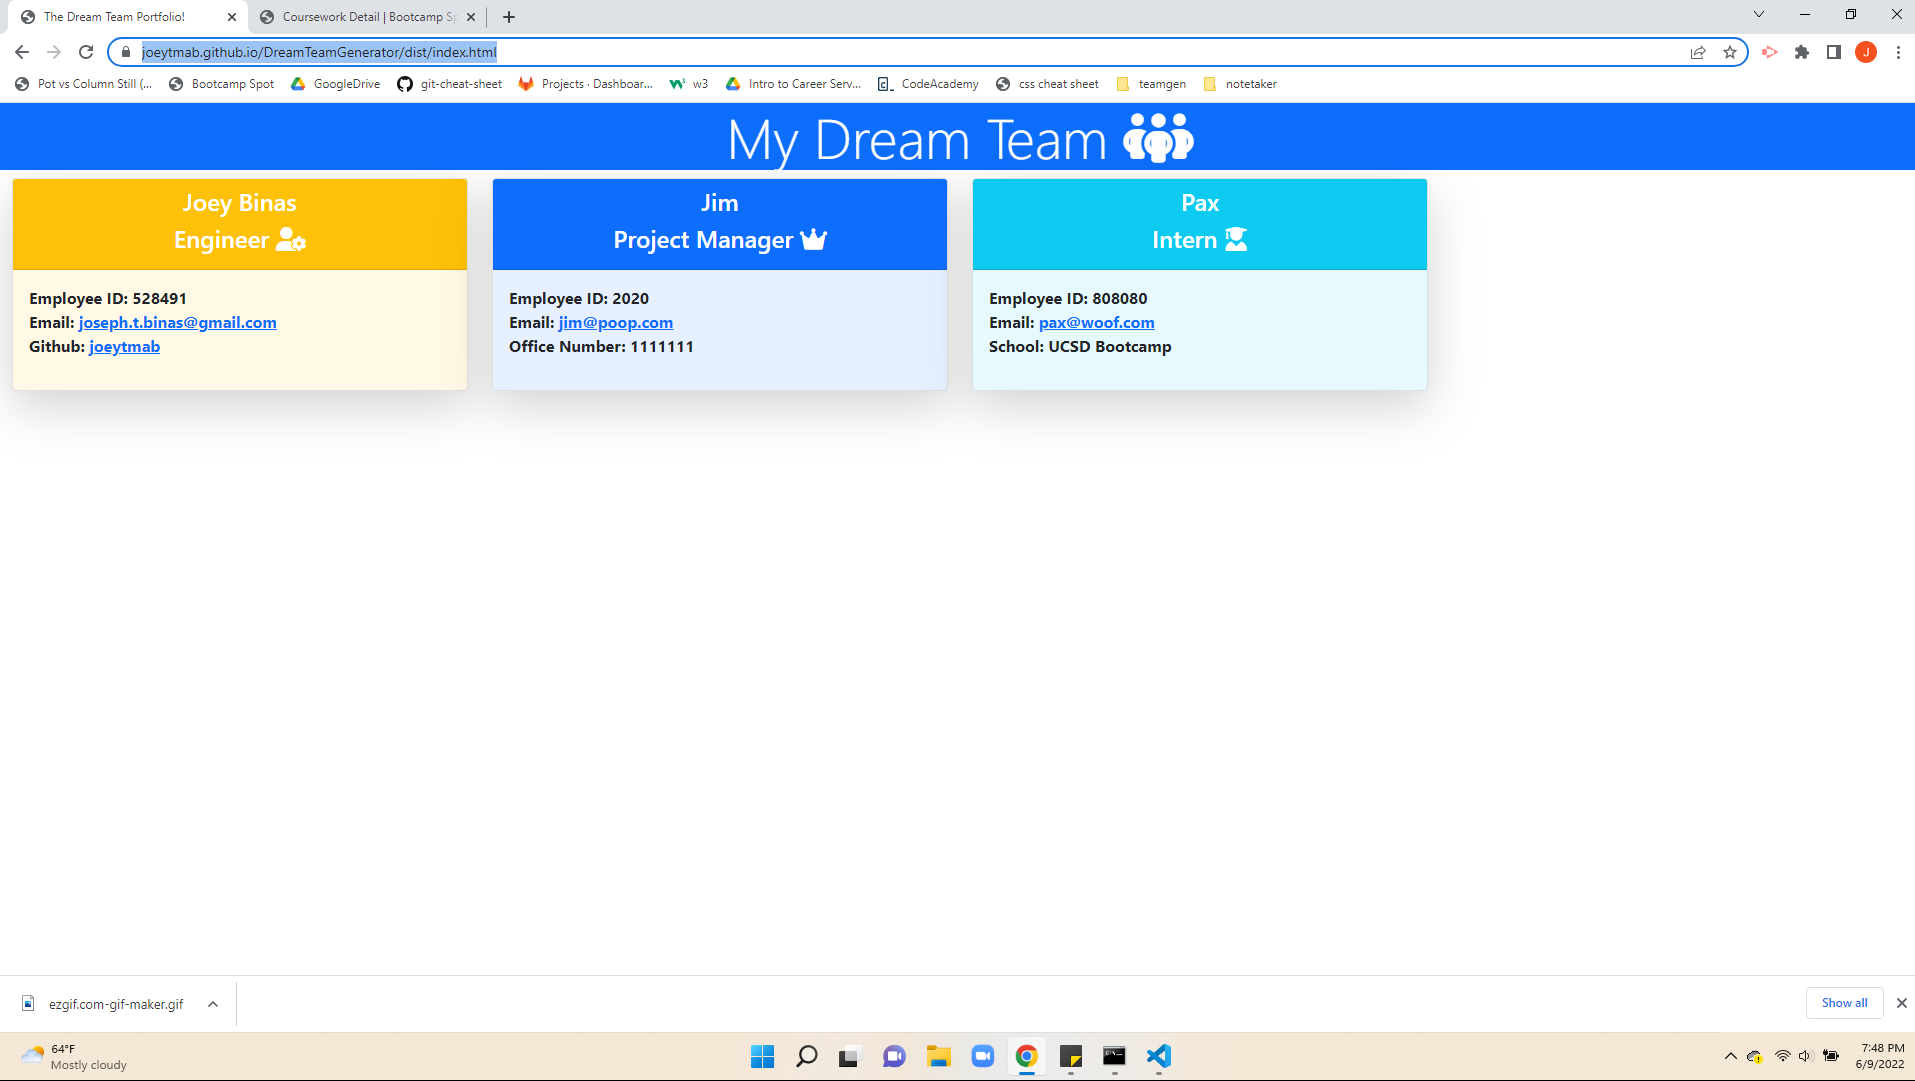 The Dream Team Portfolio!
Coursework Detail | Bootcamp Sp
joeytmab.github.io/DreamTeamGenerator/dist/index.html
J
Pot vs Column Still (...
Bootcamp Spot
GoogleDrive
git-cheat-sheet
Projects · Dashboar...
w3
Intro to Career Serv...
CodeAcademy
css cheat sheet
teamgen
notetaker
My Dream Team
Joey Binas
Engineer
Employee ID: 528491
Email: joseph.t.binas@gmail.com
Github: joeytmab
Jim
Project Manager
Employee ID: 2020
Email: jim@poop.com
Office Number: 1111111
Pax
Intern
Employee ID: 808080
Email: pax@woof.com
School: UCSD Bootcamp
ezgif.com-gif-maker.gif
Show all
64°F
Mostly cloudy
7:48 PM
6/9/2022